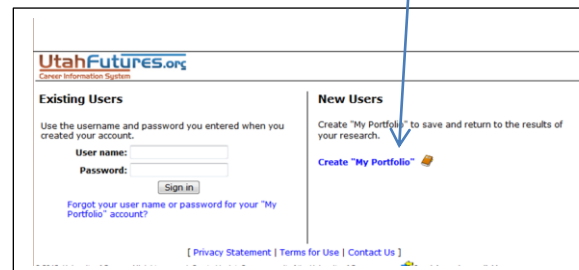 UtahFutures.org
Career Information System
Existing Users
Use the username and password you entered when you
created your account.
User name:
Password:
Sign in
Forgot your user name or password for your "My
Portfolio" account?
New Users
Create "My Portfolio" to save and return to the results of
your research.
Create "My Portfolio"
[ Privacy Statement | Terms for Use | Contact Us ]